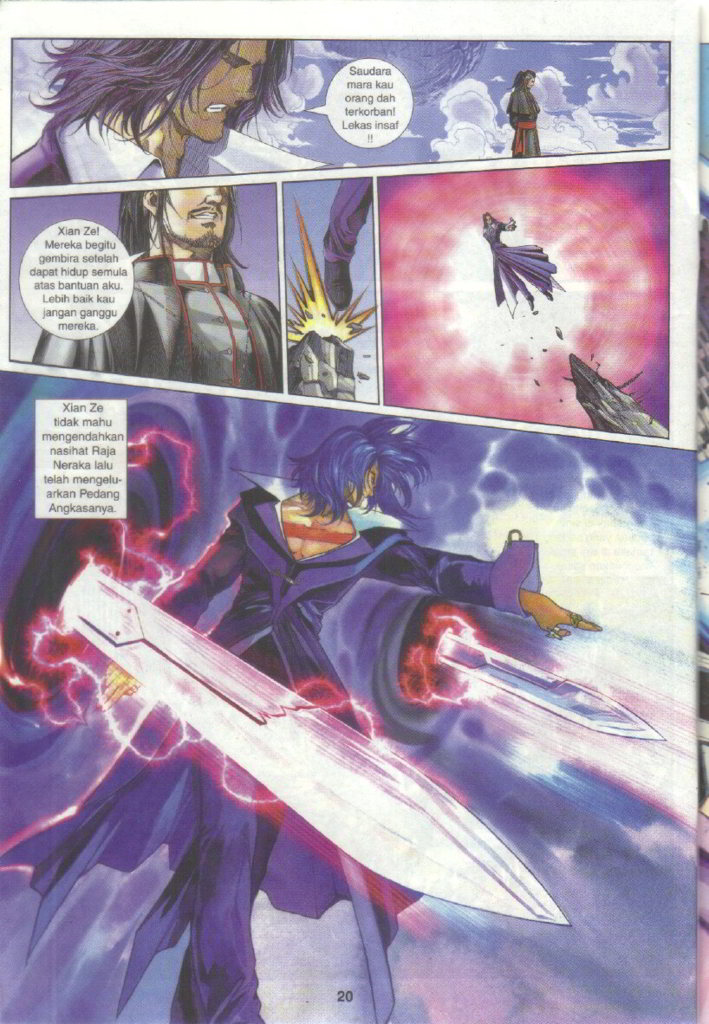 Saudara
mara kau
orang dah
terkorban!
Lekas insaf
!!
Xian Ze!
Mereka begitu
gembira setelah
dapat hidup semula
atas bantuan aku.
Lebih baik kau
jangan ganggu
mereka.
Xian Ze
tidak mahu
mengendahkan
nasihat Raja
Neraka lalu
telah mengelu-
arkan Pedang
Angkasanya.
20